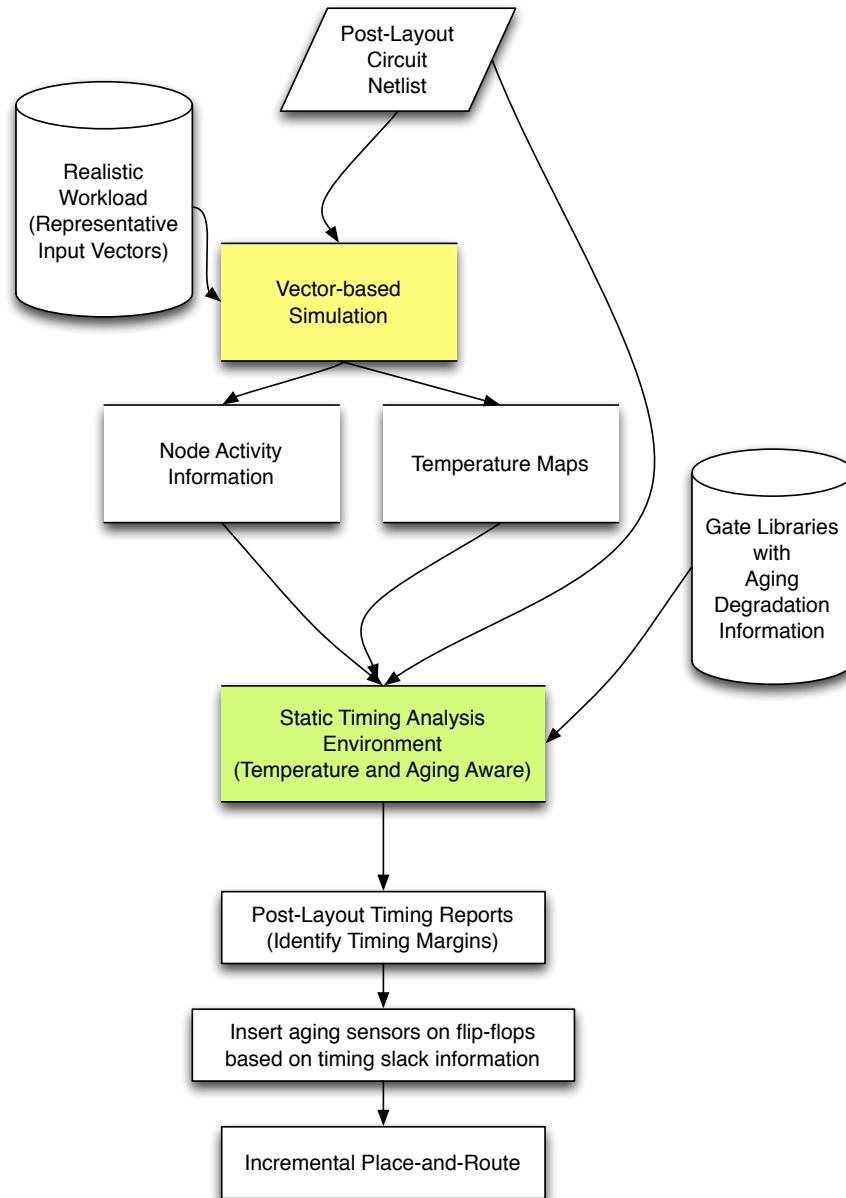 Post-Layout
Circuit
Netlist
Realistic
Workload
(Representative
Input Vectors)
Vector-based
Simulation
Node Activity
Information
Temperature Maps
Gate Libraries
with
Aging
Degradation
Information
Static Timing Analysis
Environment
(Temperature and Aging Aware)
Post-Layout Timing Reports
(Identify Timing Margins)
Insert aging sensors on flip-flops
based on timing slack information
Incremental Place-and-Route